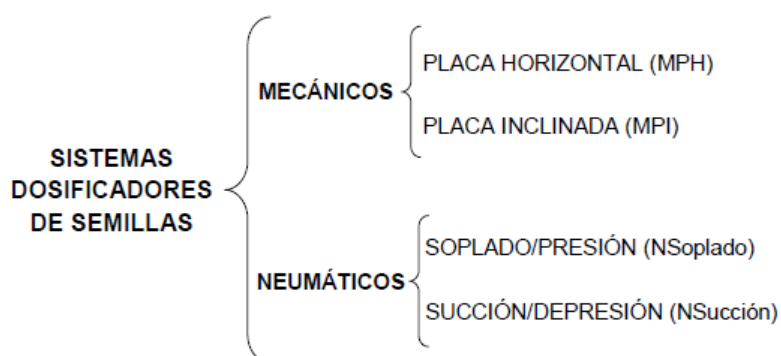 SISTEMAS
DOSIFICADORES
DE SEMILLAS
MECÁNICOS
PLACA HORIZONTAL (MPH)
PLACA INCLINADA (MPI)
NEUMÁTICOS
SOPLADO/PRESIÓN (NSoplado)
SUCCIÓN/DEPRESIÓN (NSucción)